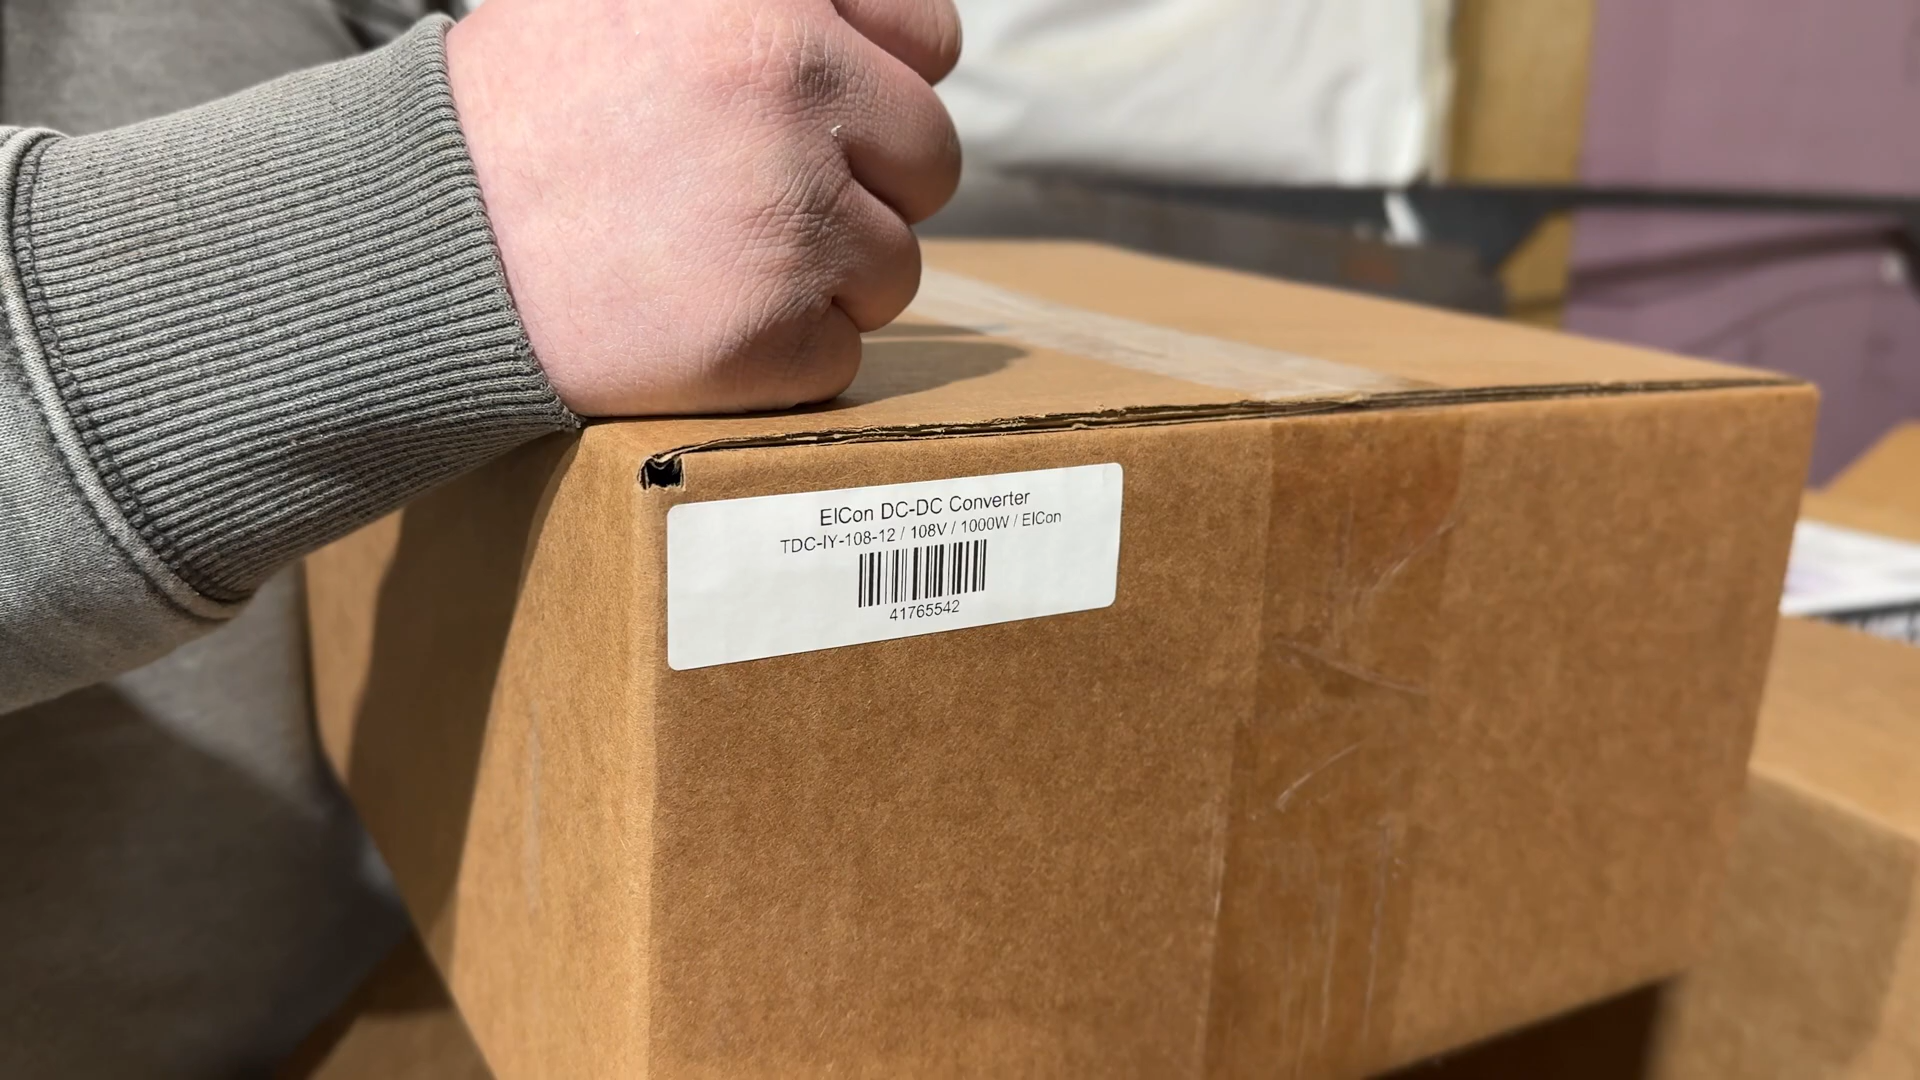 ElCon DC-DC Converter
TDC-IY-108-12 / 108V / 1000W / ElCon
41765542